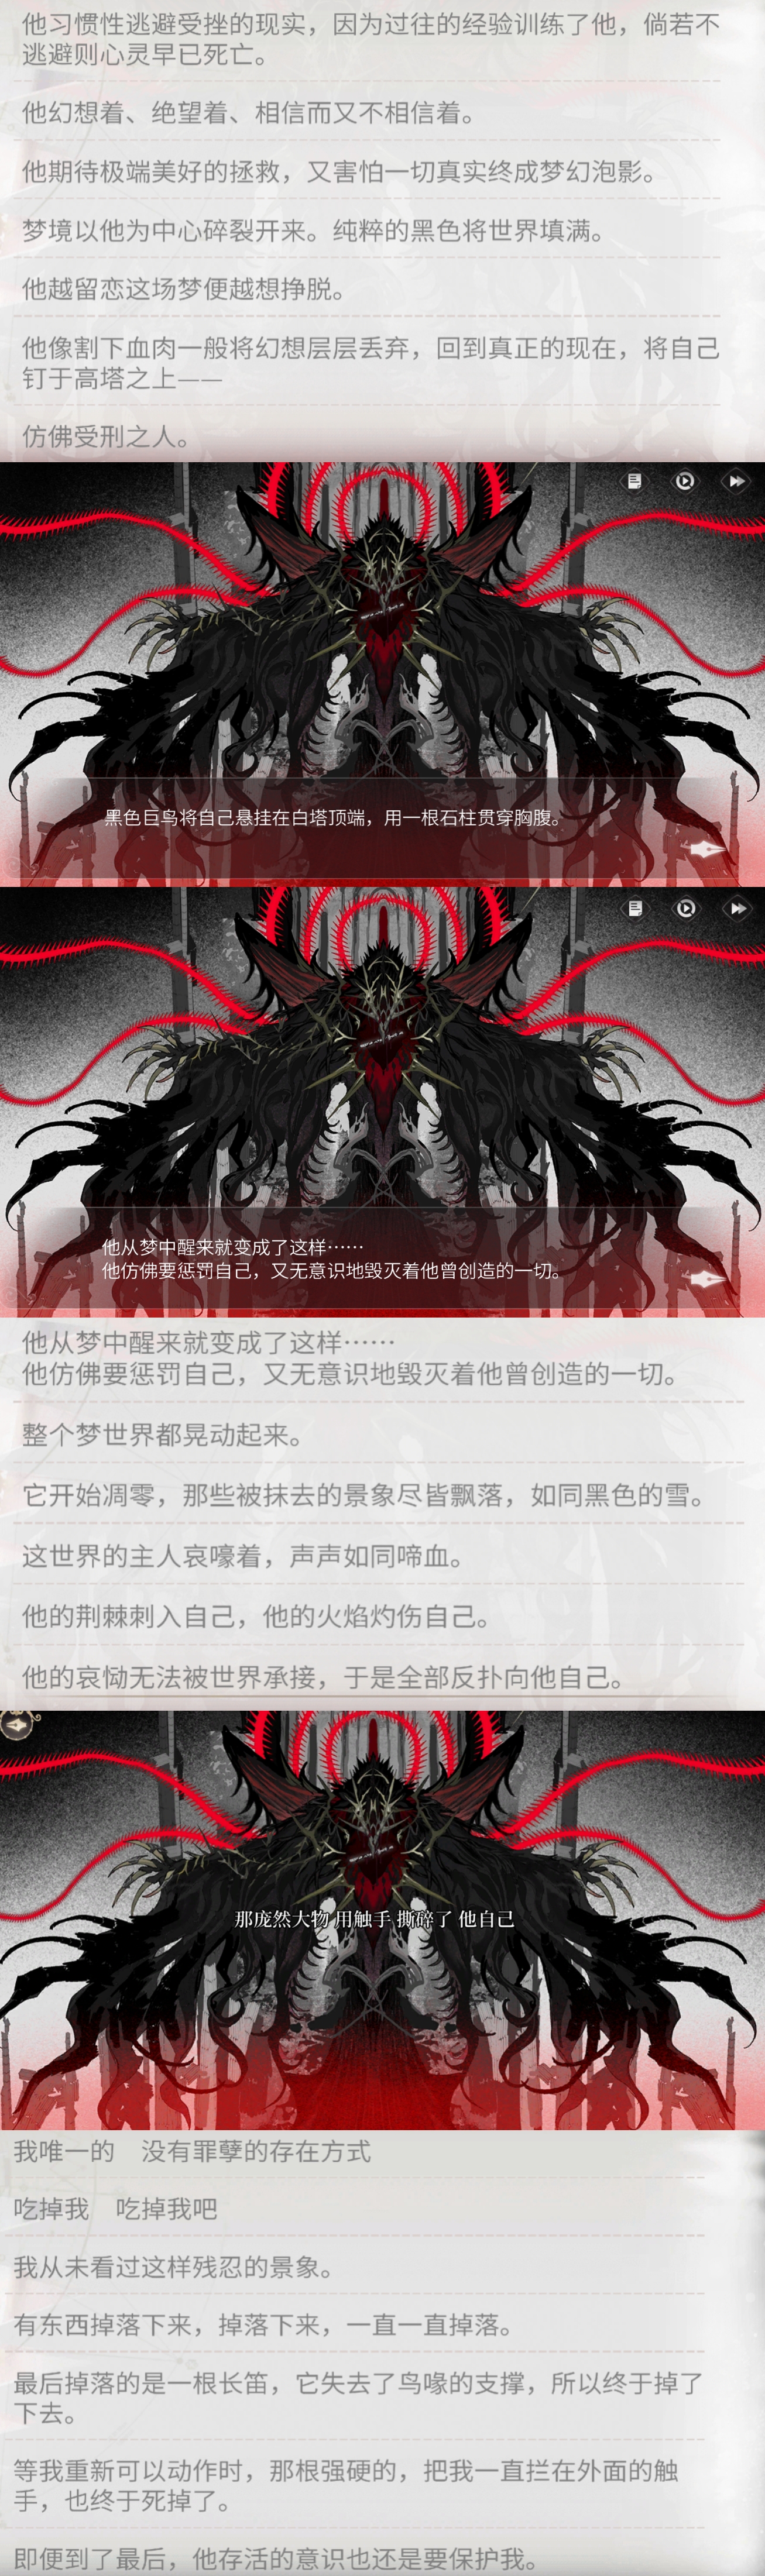 他习惯性逃避受挫的现实，因为过往的经验训练了他，倘若不
逃避则心灵早已死亡。
他幻想着、绝望着、相信而又不相信着。
他期待极端美好的拯救，又害怕一切真实终成梦幻泡影。
梦境以他为中心碎裂开来。纯粹的黑色将世界填满。
他越留恋这场梦便越想挣脱。
他像割下血肉一般将幻想层层丢弃，回到真正的现在，将自己
钉于高塔之上——
仿佛受刑之人。
黑色巨鸟将自己悬挂在白塔顶端，用一根石柱贯穿胸腹。
他从梦中醒来就变成了这样……
他仿佛要惩罚自己，又无意识地毁灭着他曾创造的一切。
他从梦中醒来就变成了这样……
他仿佛要惩罚自己，又无意识地毁灭着他曾创造的一切。
整个梦世界都晃动起来。
它开始凋零，那些被抹去的景象尽皆飘落，如同黑色的雪。
这世界的主人哀嚎着，声声如同啼血。
他的荆棘刺入自己，他的火焰灼伤自己。
他的哀恸无法被世界承接，于是全部反扑向他自己。
那庞然大物 用触手 撕碎了 他自己
我唯一的　没有罪孽的存在方式
吃掉我　吃掉我吧
我从未看过这样残忍的景象。
有东西掉落下来，掉落下来，一直一直掉落。
最后掉落的是一根长笛，它失去了鸟喙的支撑，所以终于掉了
下去。
等我重新可以动作时，那根强硬的，把我一直拦在外面的触
手，也终于死掉了。
即便到了最后，他存活的意识也还是要保护我。